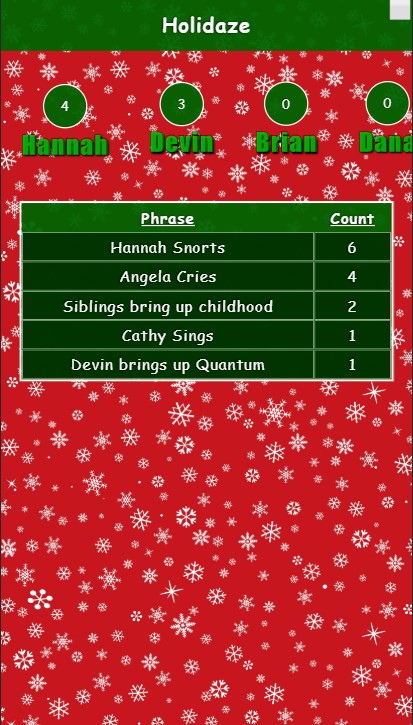 Holidaze
4 3 0 0
Hannah Devin Brian Dana
Phrase Count
Hannah Snorts 6
Angela Cries 4
Siblings bring up childhood 2
Cathy Sings 1
Devin brings up Quantum 1